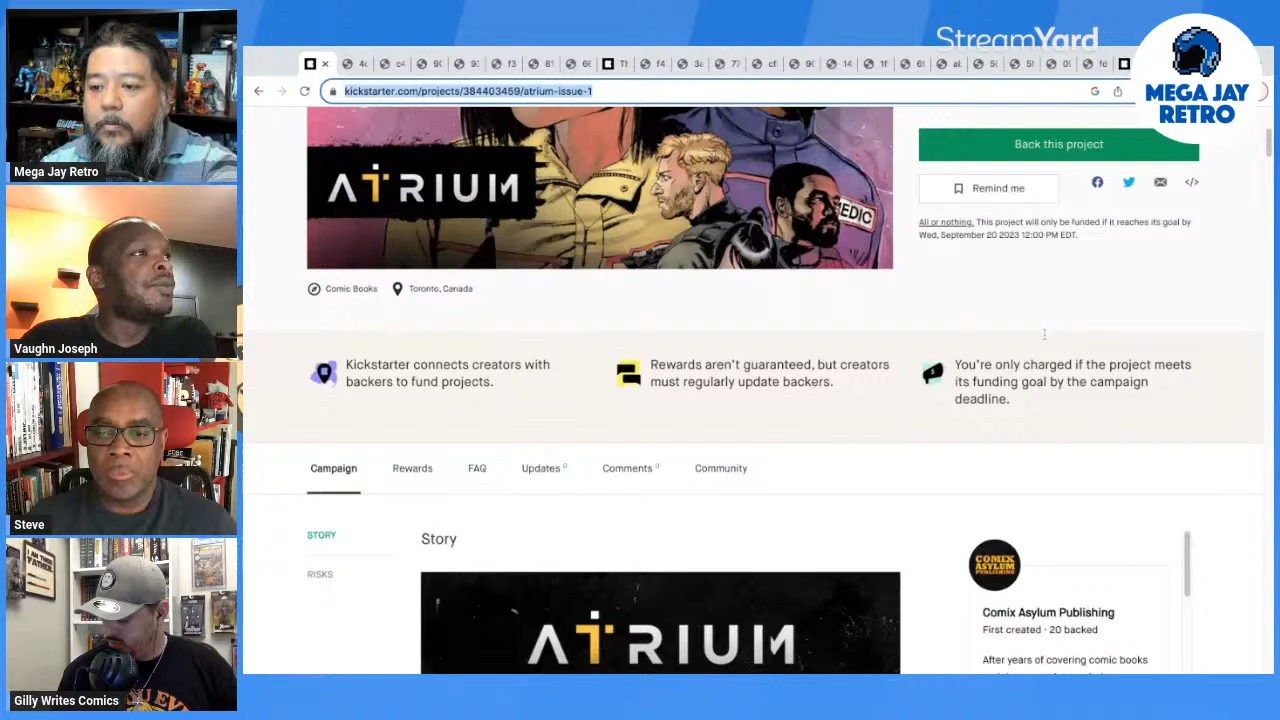 StreamYard
MEGA JAY
RETRO
kickstarter.com/projects/384403459/atrium-issue-1
ATRIUM
EDIC
Back this project
Remind me
All or nothing. This project will only be funded if it reaches its goal by
Wed, September 20 2023 12:00 PM EDT.
Comic Books
Toronto, Canada
Kickstarter connects creators with
backers to fund projects.
Rewards aren't guaranteed, but creators
must regularly update backers.
You're only charged if the project meets
its funding goal by the campaign
deadline.
Campaign
Rewards
FAQ
Updates 0
Comments 0
Community
STORY
RISKS
Story
ATRIUM
COMIX
ASYLUM
PUBLISHING
Comix Asylum Publishing
First created · 20 backed
After years of covering comic books
Mega Jay Retro
Vaughn Joseph
Steve
I AM YOUR
FATHER
Gilly Writes Comics